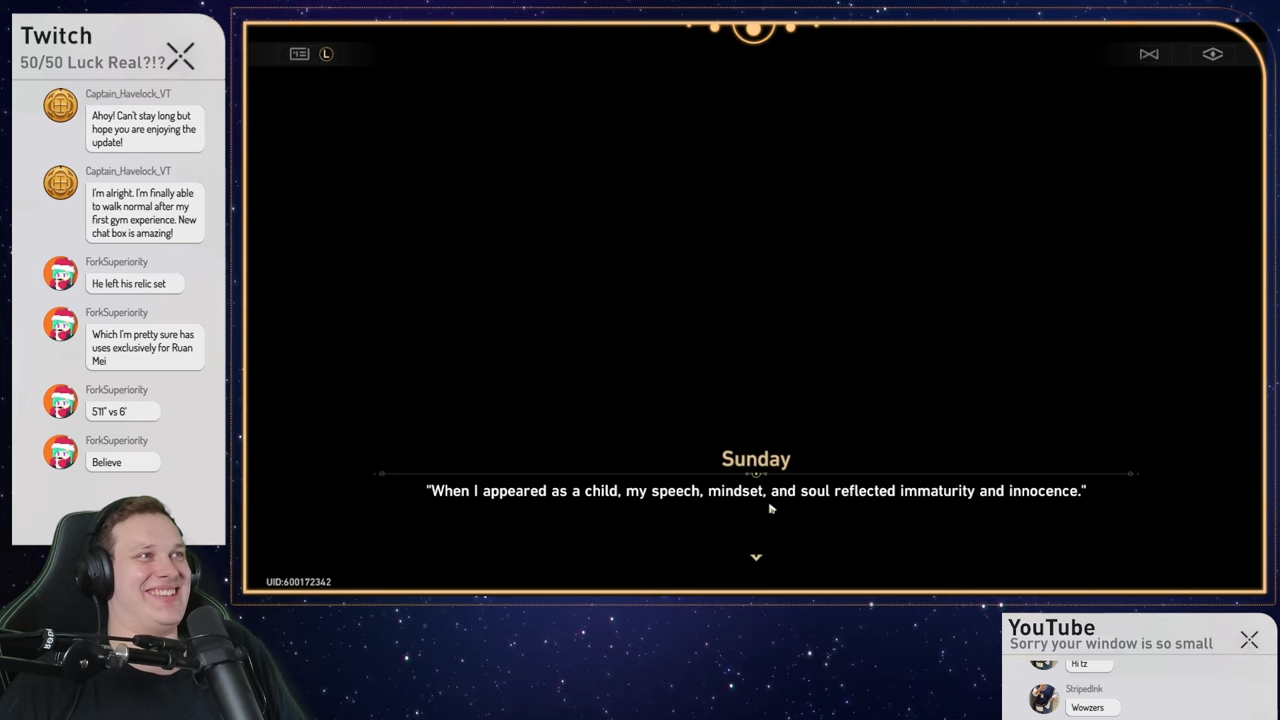 Twitch
50/50 Luck Real?!?
Captain_Havelock_VT
Ahoy! Can't stay long but
hope you are enjoying the
update!
Captain_Havelock_VT
I'm alright. I'm finally able
to walk normal after my
first gym experience. New
chat box is amazing!
ForkSuperiority
He left his relic set
ForkSuperiority
Which I'm pretty sure has
uses exclusively for Ruan
Mei
ForkSuperiority
5'11" vs 6'
ForkSuperiority
Believe
L
Sunday
"When I appeared as a child, my speech, mindset, and soul reflected immaturity and innocence."
UID:600172342
YouTube
Sorry your window is so small
Hi tz
StripedInk
Wowzers